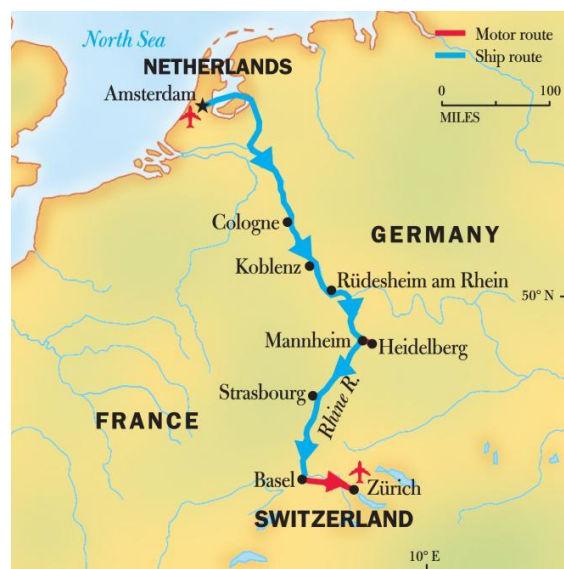 North Sea
Motor route
Ship route
0
100
MILES
NETHERLANDS
Amsterdam
Cologne
GERMANY
Koblenz
Rüdesheim am Rhein
50° N
Mannheim
Heidelberg
Strasbourg
Rhine R.
FRANCE
Basel
Zürich
SWITZERLAND
10° E